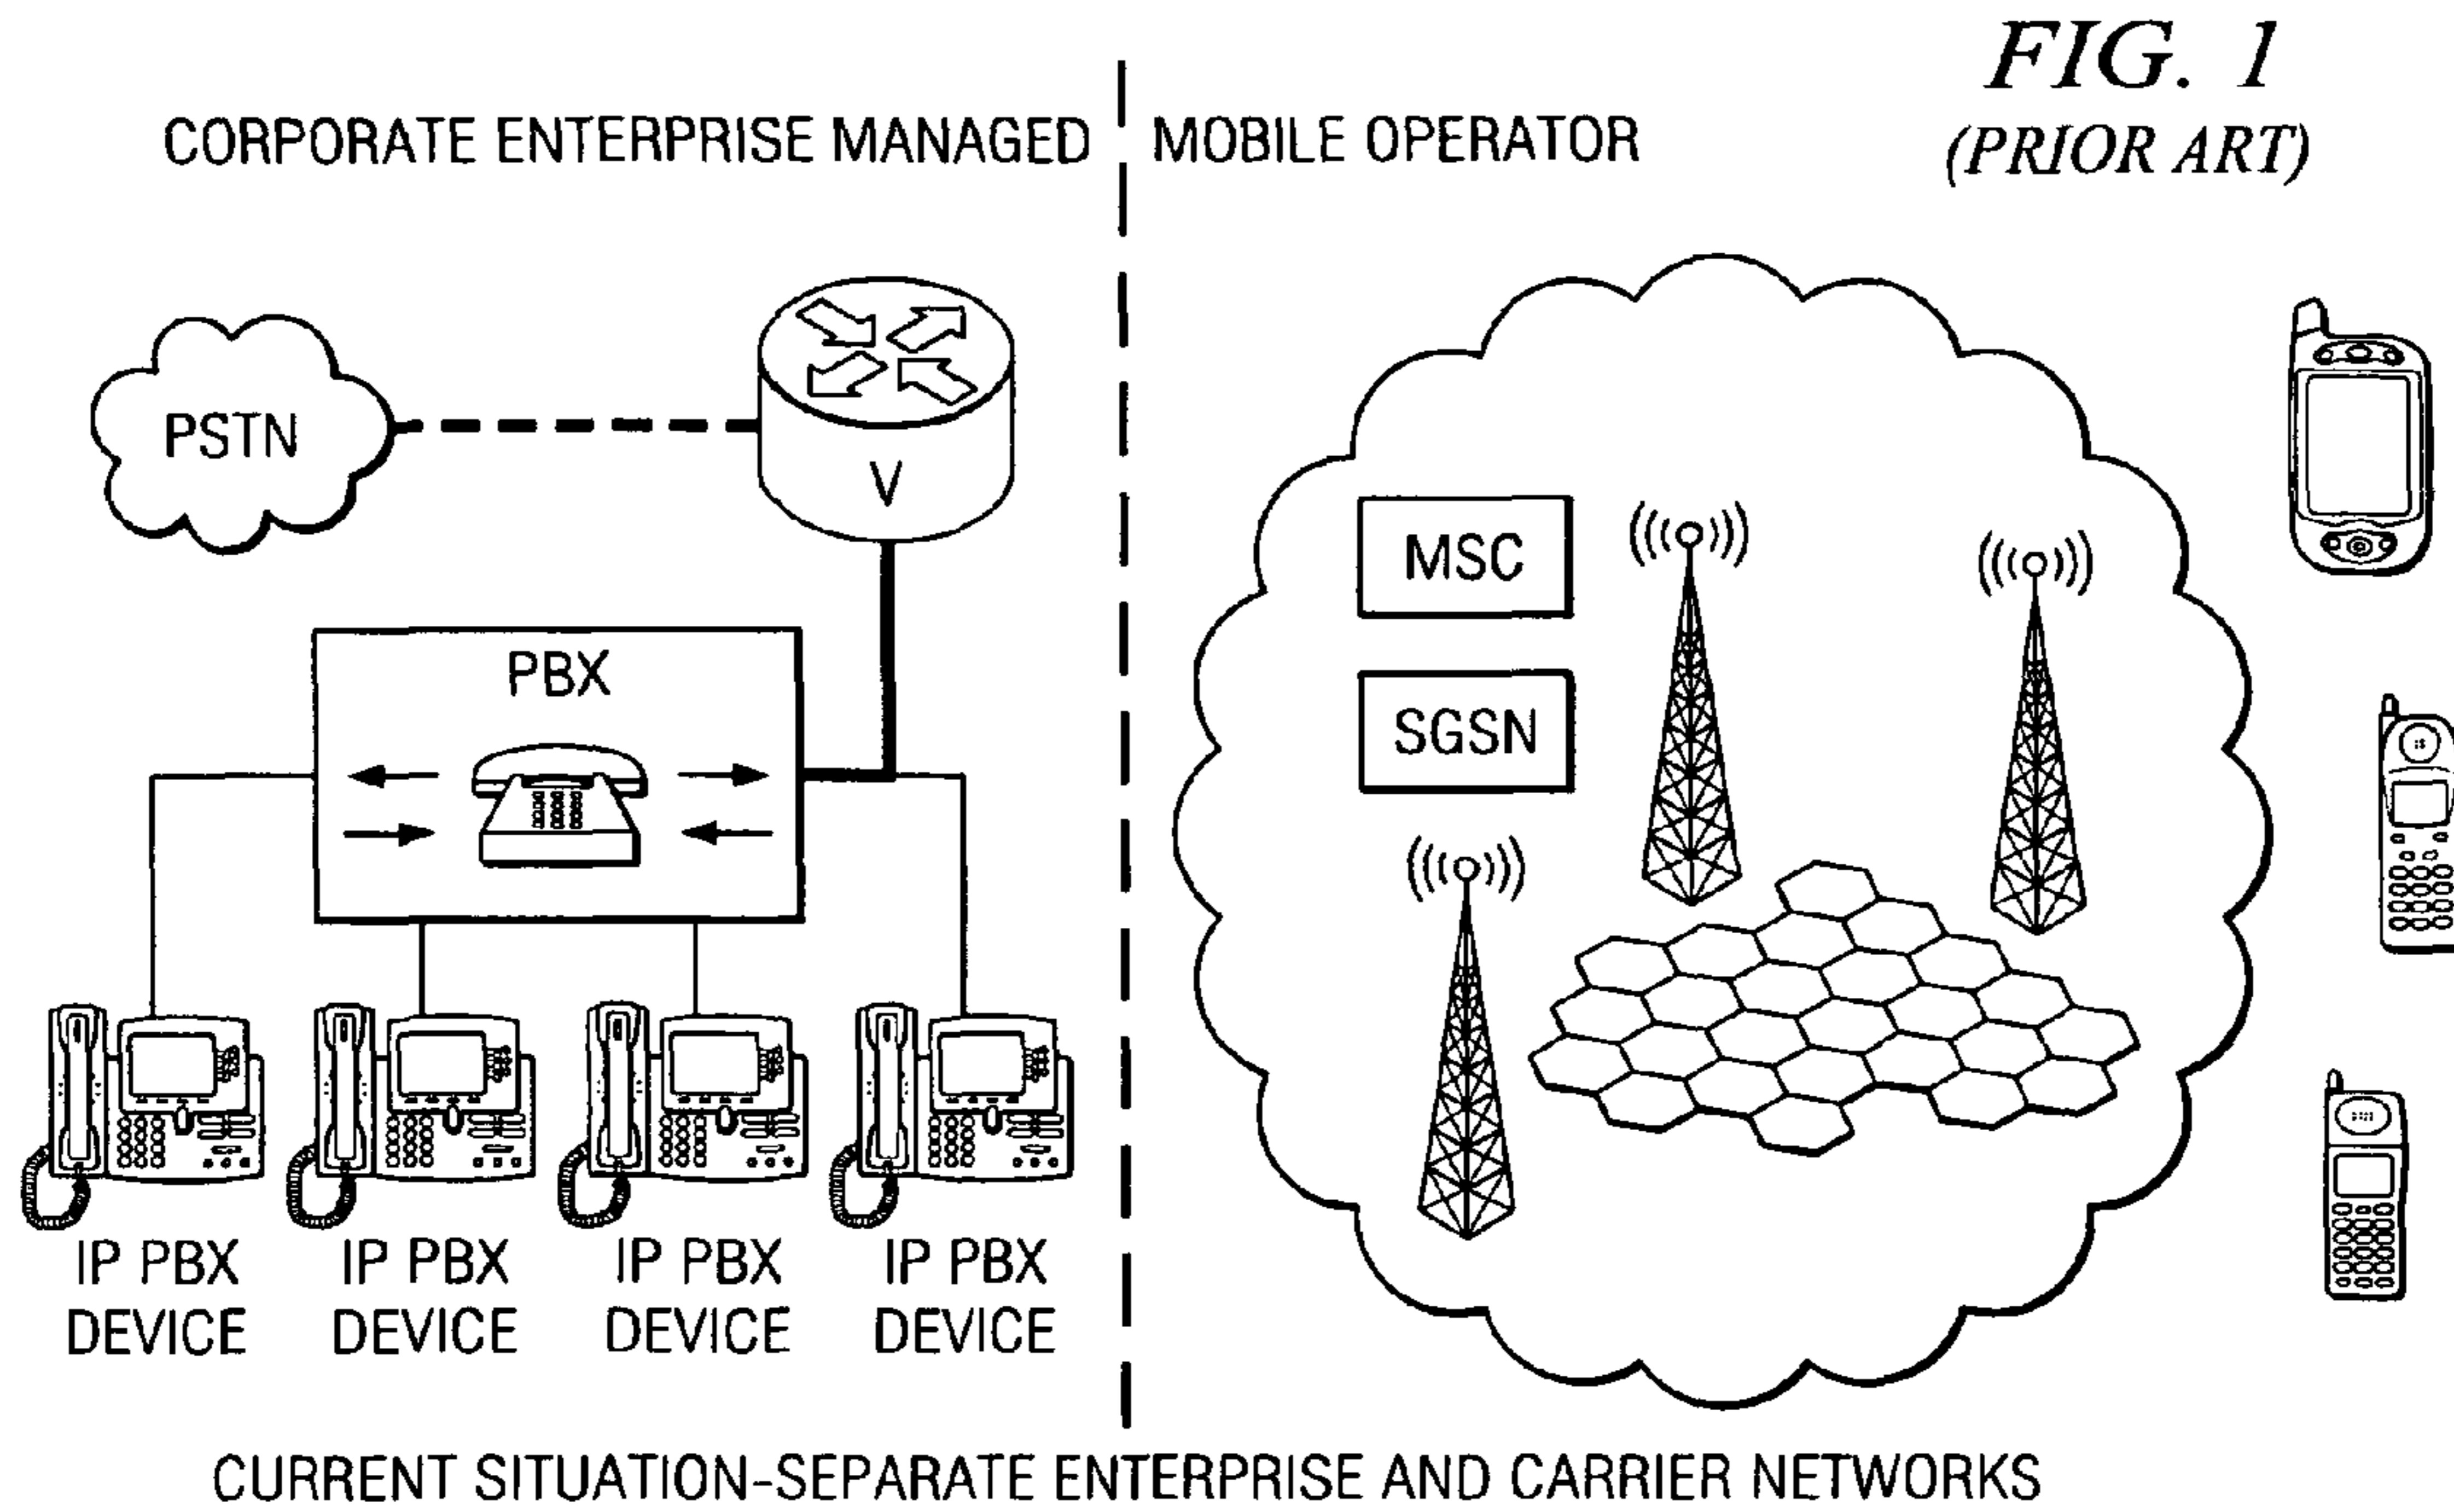 FIG. 1
(PRIOR ART)
CORPORATE ENTERPRISE MANAGED
MOBILE OPERATOR
PSTN
V
MSC
PBX
SGSN
IP PBX
DEVICE
IP PBX
DEVICE
IP PBX
DEVICE
IP PBX
DEVICE
CURRENT SITUATION-SEPARATE ENTERPRISE AND CARRIER NETWORKS